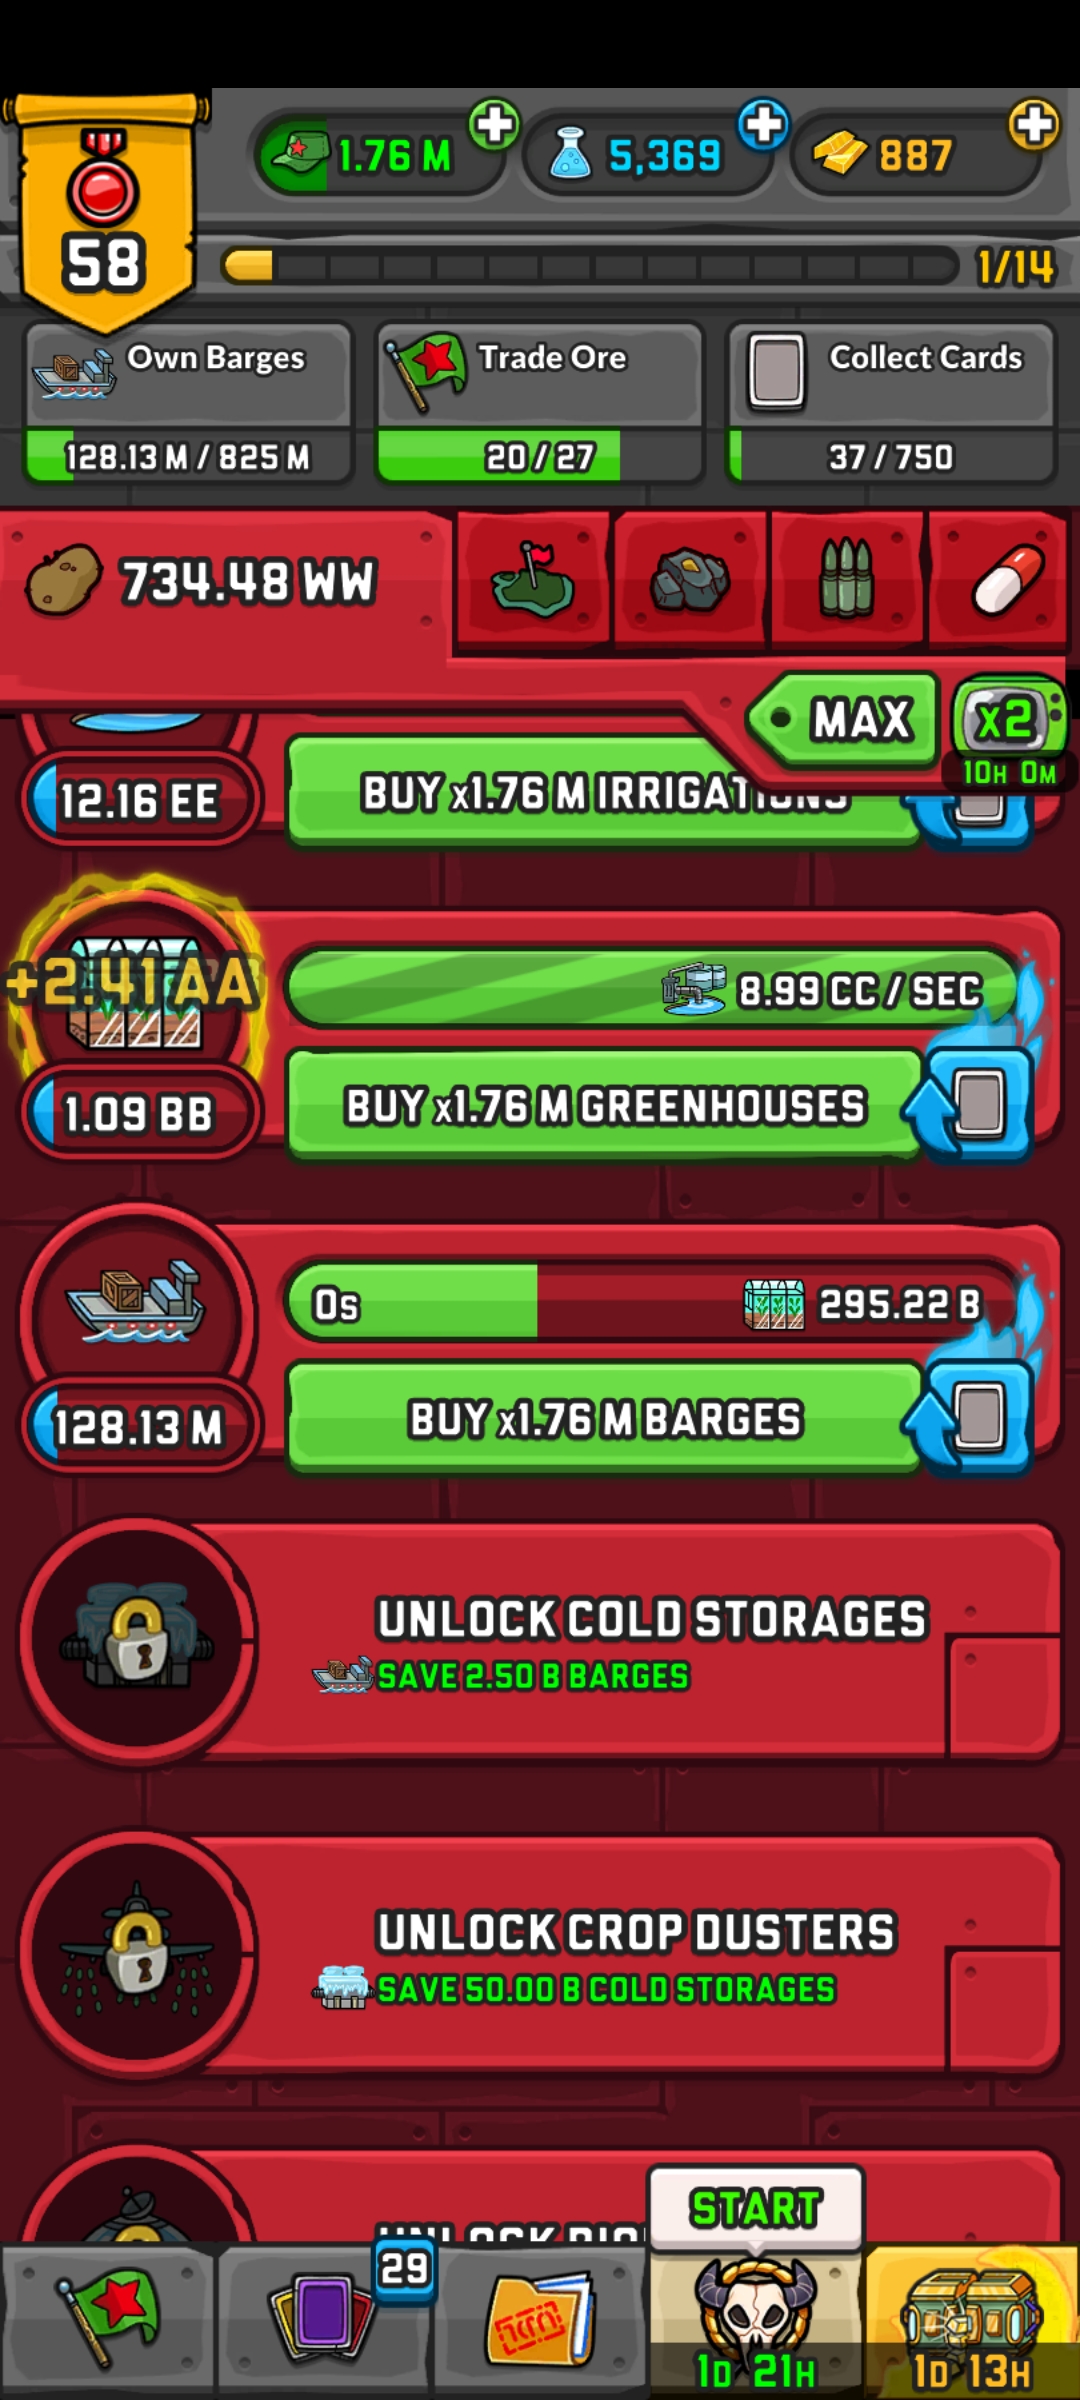 58
1.76 M
5,369
887
1/14
Own Barges
Trade Ore
Collect Cards
128.13 M / 825 M
20 / 27
37 / 750
734.48 WW
MAX
x2
10H 0M
12.16 EE
BUY x1.76 M IRRIGATIONS
+2.41 AA
8.99 CC / SEC
1.09 BB
BUY x1.76 M GREENHOUSES
0s
295.22 B
128.13 M
BUY x1.76 M BARGES
UNLOCK COLD STORAGES
SAVE 2.50 B BARGES
UNLOCK CROP DUSTERS
SAVE 50.00 B COLD STORAGES
UNLOCK
START
29
1D 21H
1D 13H